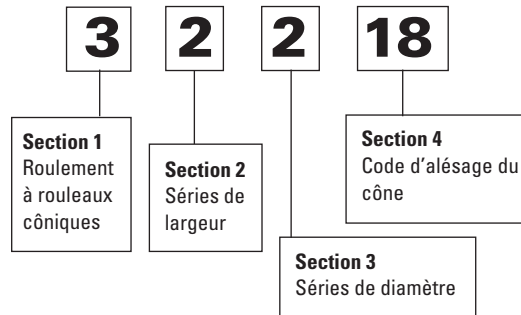 3 2 2 18
Section 1
Roulement
à rouleaux
côniques
Section 2
Séries de
largeur
Section 3
Séries de diamètre
Section 4
Code d'alésage du
cône